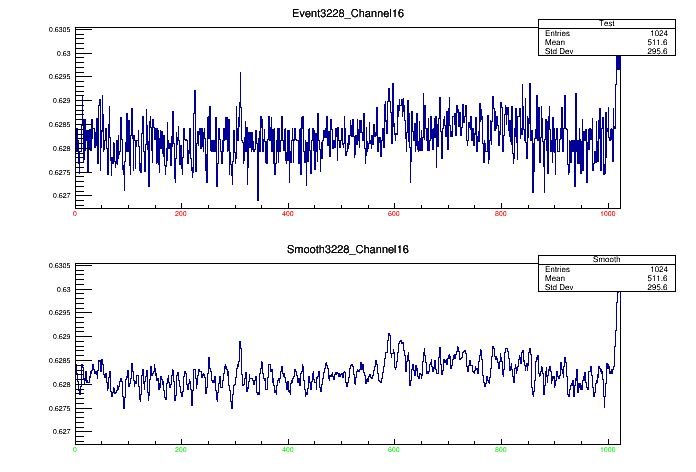 Event3228_Channel16
Test
Entries 1024
Mean 511.6
Std Dev 295.6
0.6305
0.63
0.6295
0.629
0.6285
0.628
0.6275
0.627
0 200 400 600 800 1000
Smooth3228_Channel16
Smooth
Entries 1024
Mean 511.6
Std Dev 295.6
0.6305
0.63
0.6295
0.629
0.6285
0.628
0.6275
0.627
0 200 400 600 800 1000